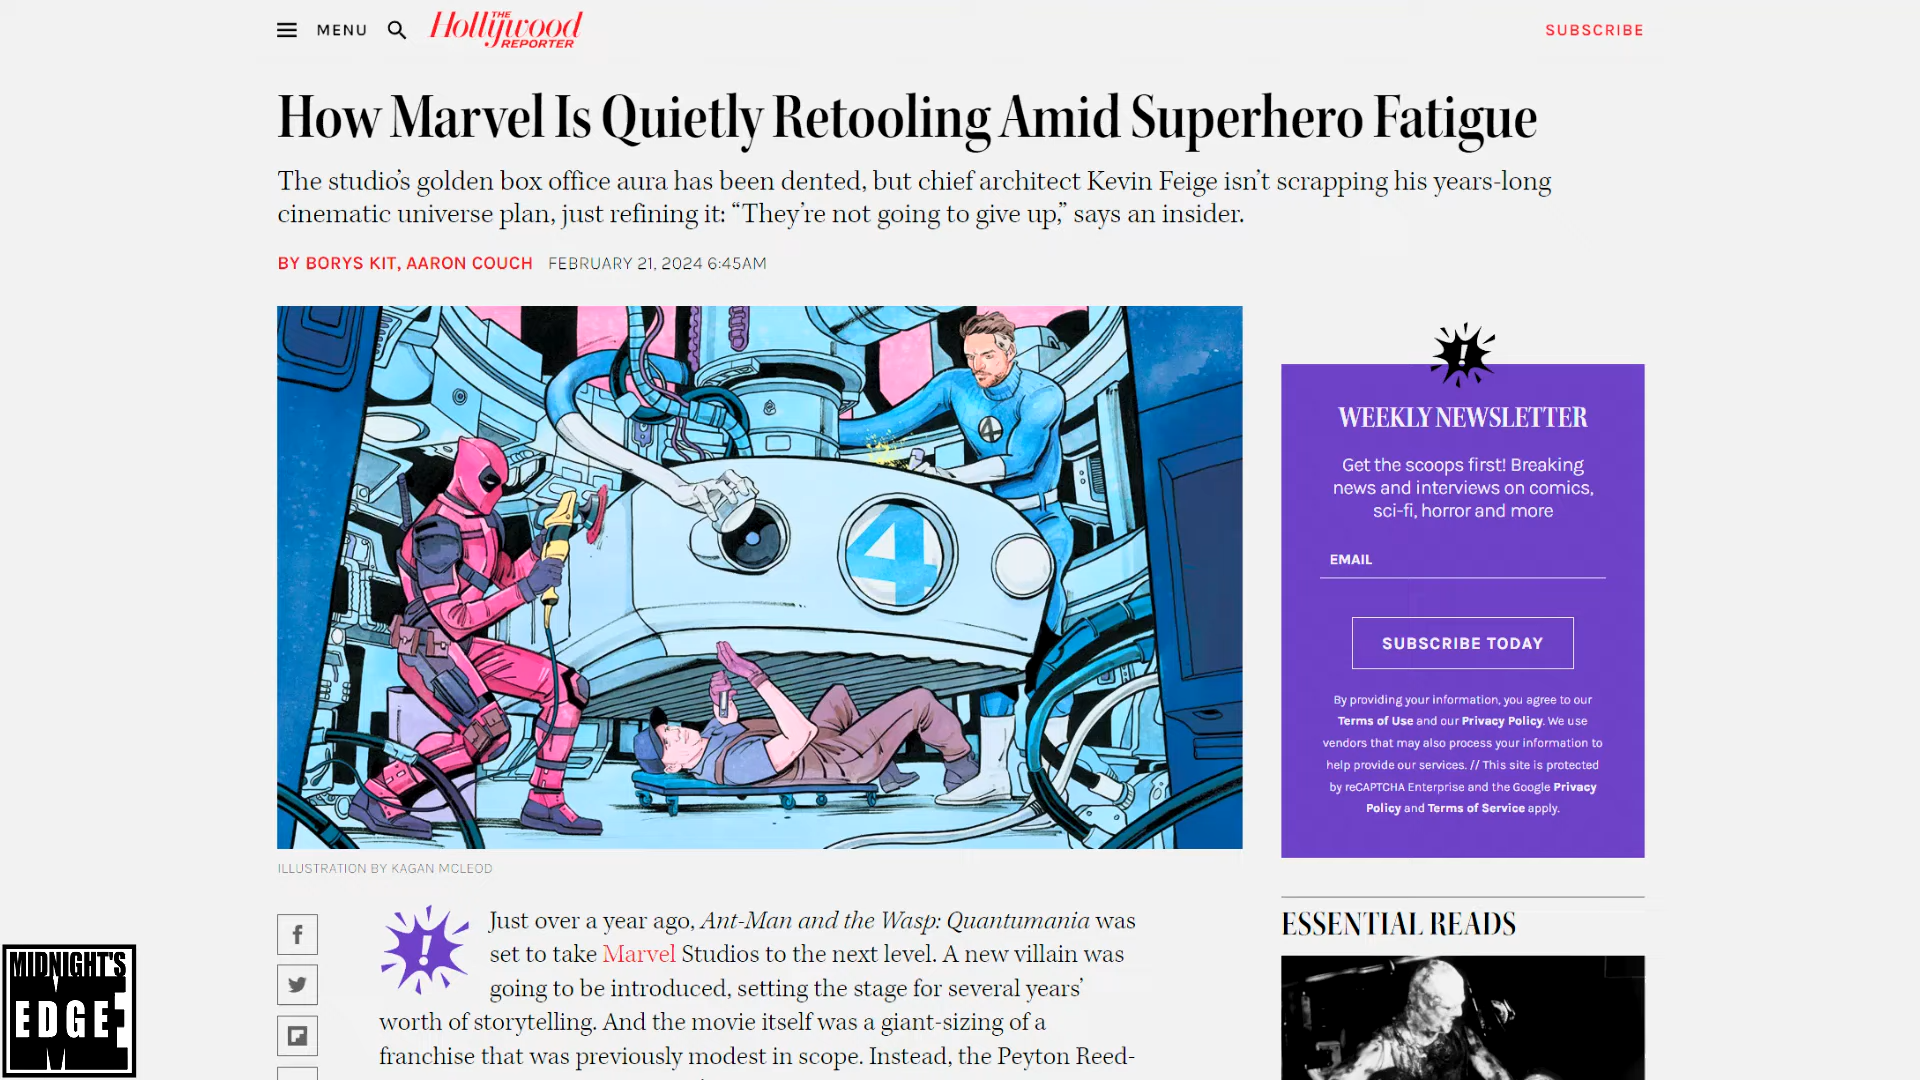 MENU
THE
Hollywood
REPORTER
SUBSCRIBE
How Marvel Is Quietly Retooling Amid Superhero Fatigue
The studio's golden box office aura has been dented, but chief architect Kevin Feige isn't scrapping his years-long
cinematic universe plan, just refining it: “They're not going to give up,” says an insider.
BY BORYS KIT, AARON COUCH FEBRUARY 21, 2024 6:45AM
4
4
ILLUSTRATION BY KAGAN MCLEOD
!
WEEKLY NEWSLETTER
Get the scoops first! Breaking
news and interviews on comics,
sci-fi, horror and more
EMAIL
SUBSCRIBE TODAY
By providing your information, you agree to our
Terms of Use and our Privacy Policy. We use
vendors that may also process your information to
help provide our services. // This site is protected
by reCAPTCHA Enterprise and the Google Privacy
Policy and Terms of Service apply.
ESSENTIAL READS
!
Just over a year ago, Ant-Man and the Wasp: Quantumania was
set to take Marvel Studios to the next level. A new villain was
going to be introduced, setting the stage for several years'
worth of storytelling. And the movie itself was a giant-sizing of a
franchise that was previously modest in scope. Instead, the Peyton Reed-
f
MIDNIGHT'S
EDGE